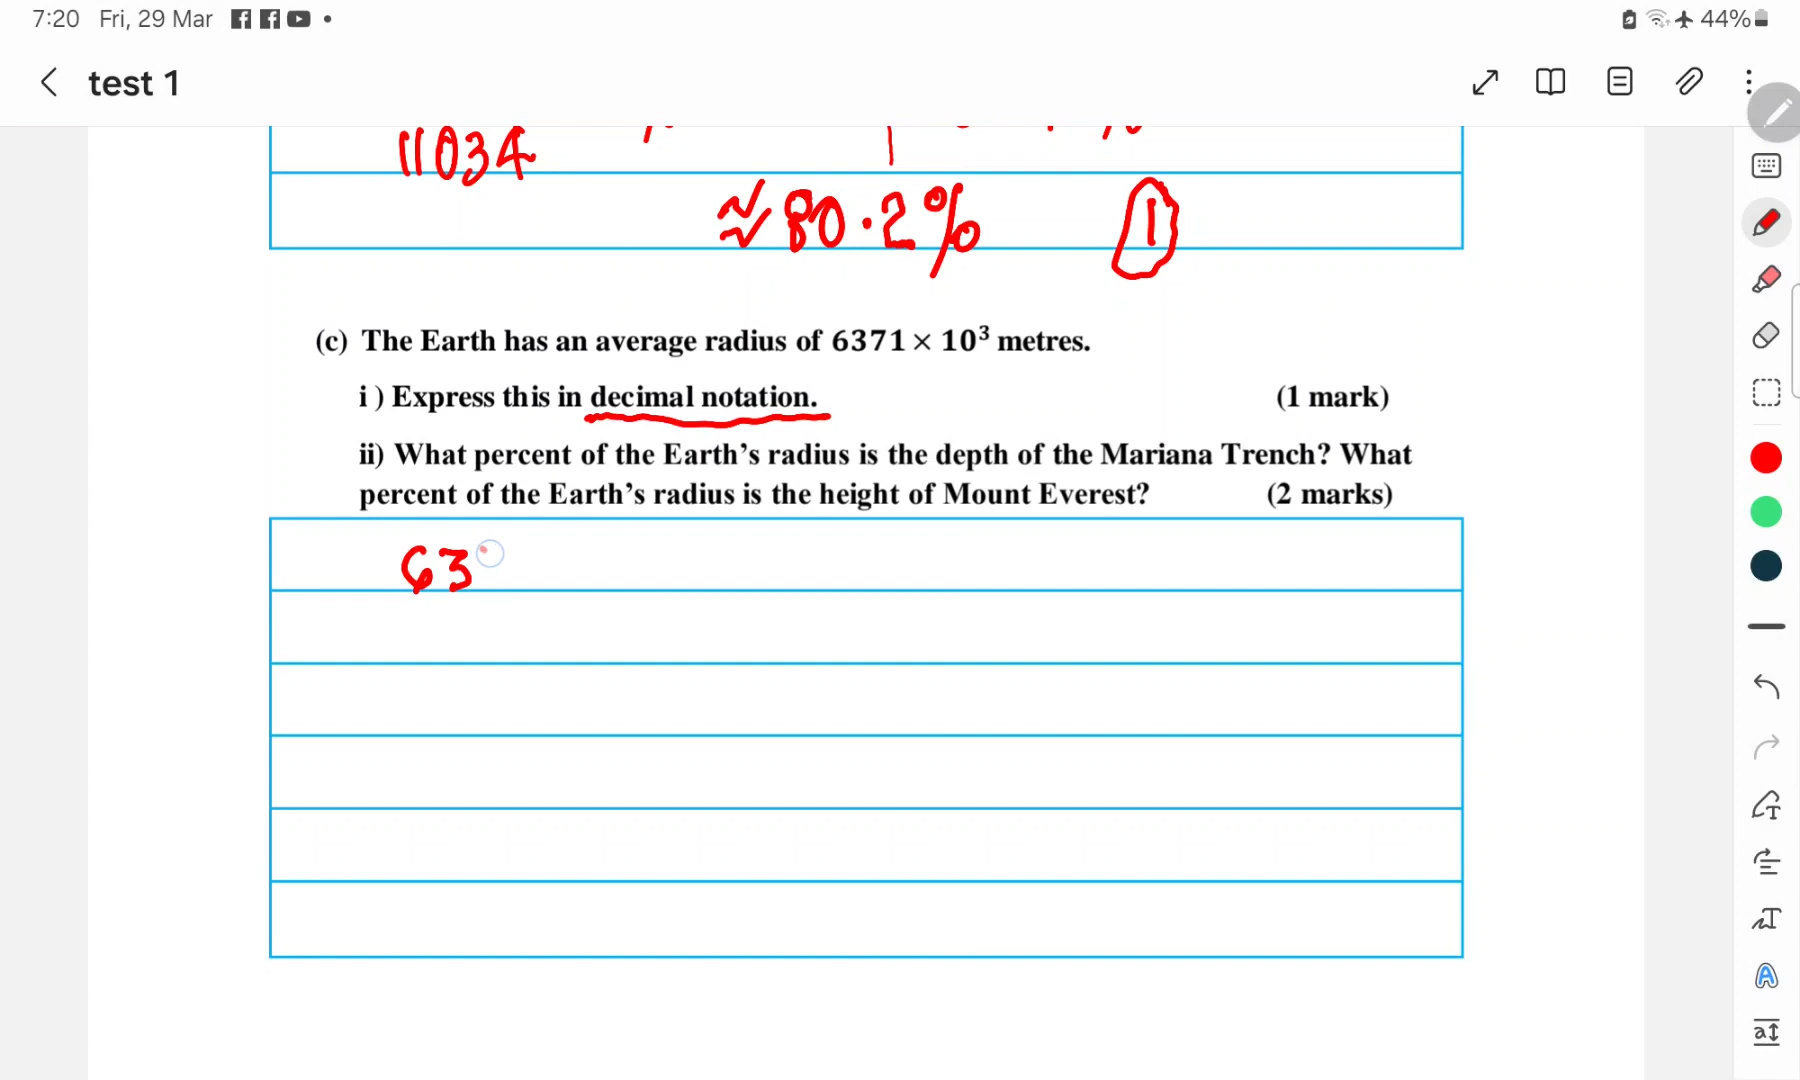 7:20 Fri, 29 Mar
44%
test 1
11034
≈ 80.2% 1
(c) The Earth has an average radius of 6371 × 10³ metres.
i ) Express this in decimal notation. (1 mark)
ii) What percent of the Earth's radius is the depth of the Mariana Trench? What
percent of the Earth's radius is the height of Mount Everest? (2 marks)
63